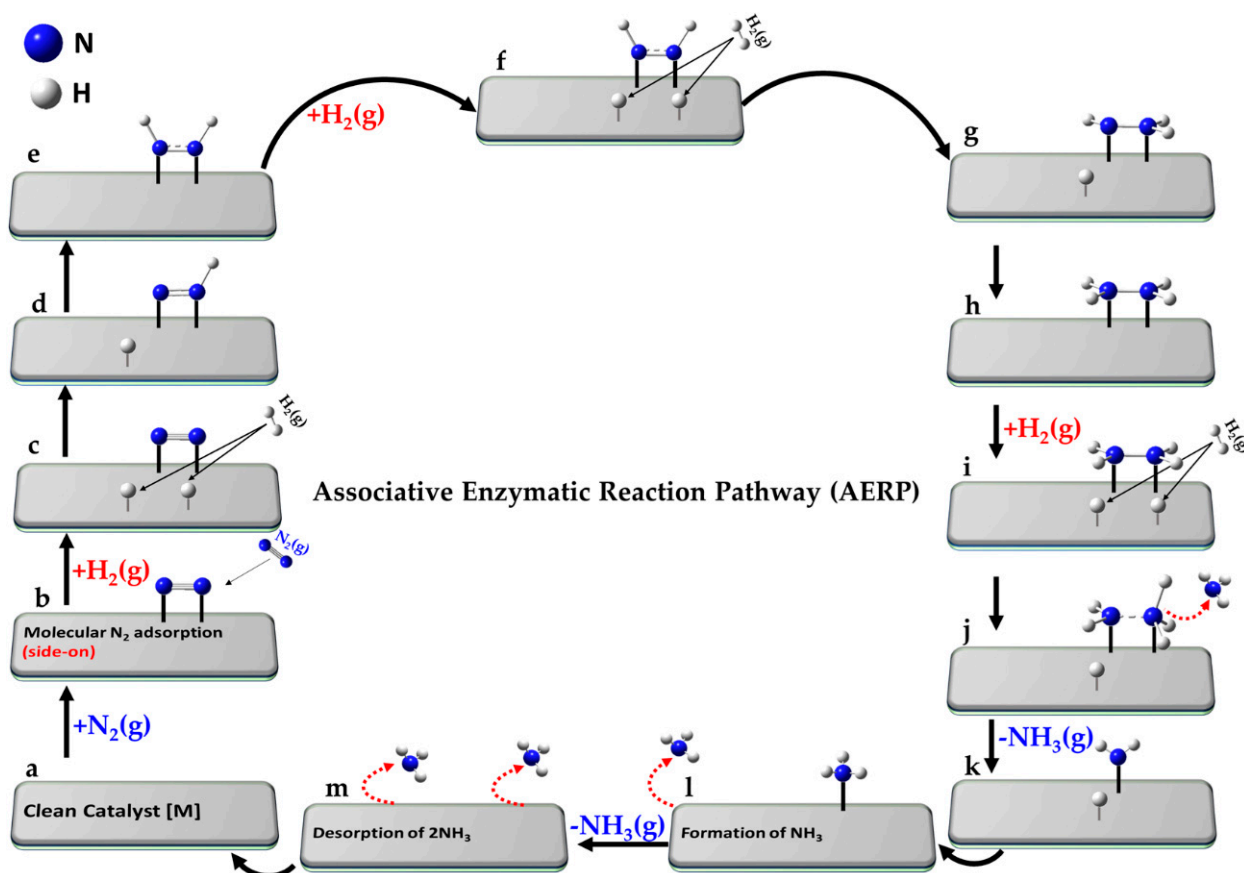 N
H
f
H₂(g)
+H₂(g)
e
g
d
h
c
H₂(g)
+H₂(g)
i
H₂(g)
Associative Enzymatic Reaction Pathway (AERP)
N₂(g)
+H₂(g)
b
Molecular N₂ adsorption
(side-on)
j
+N₂(g)
-NH₃(g)
a
Clean Catalyst [M]
m
Desorption of 2NH₃
-NH₃(g)
l
Formation of NH₃
k